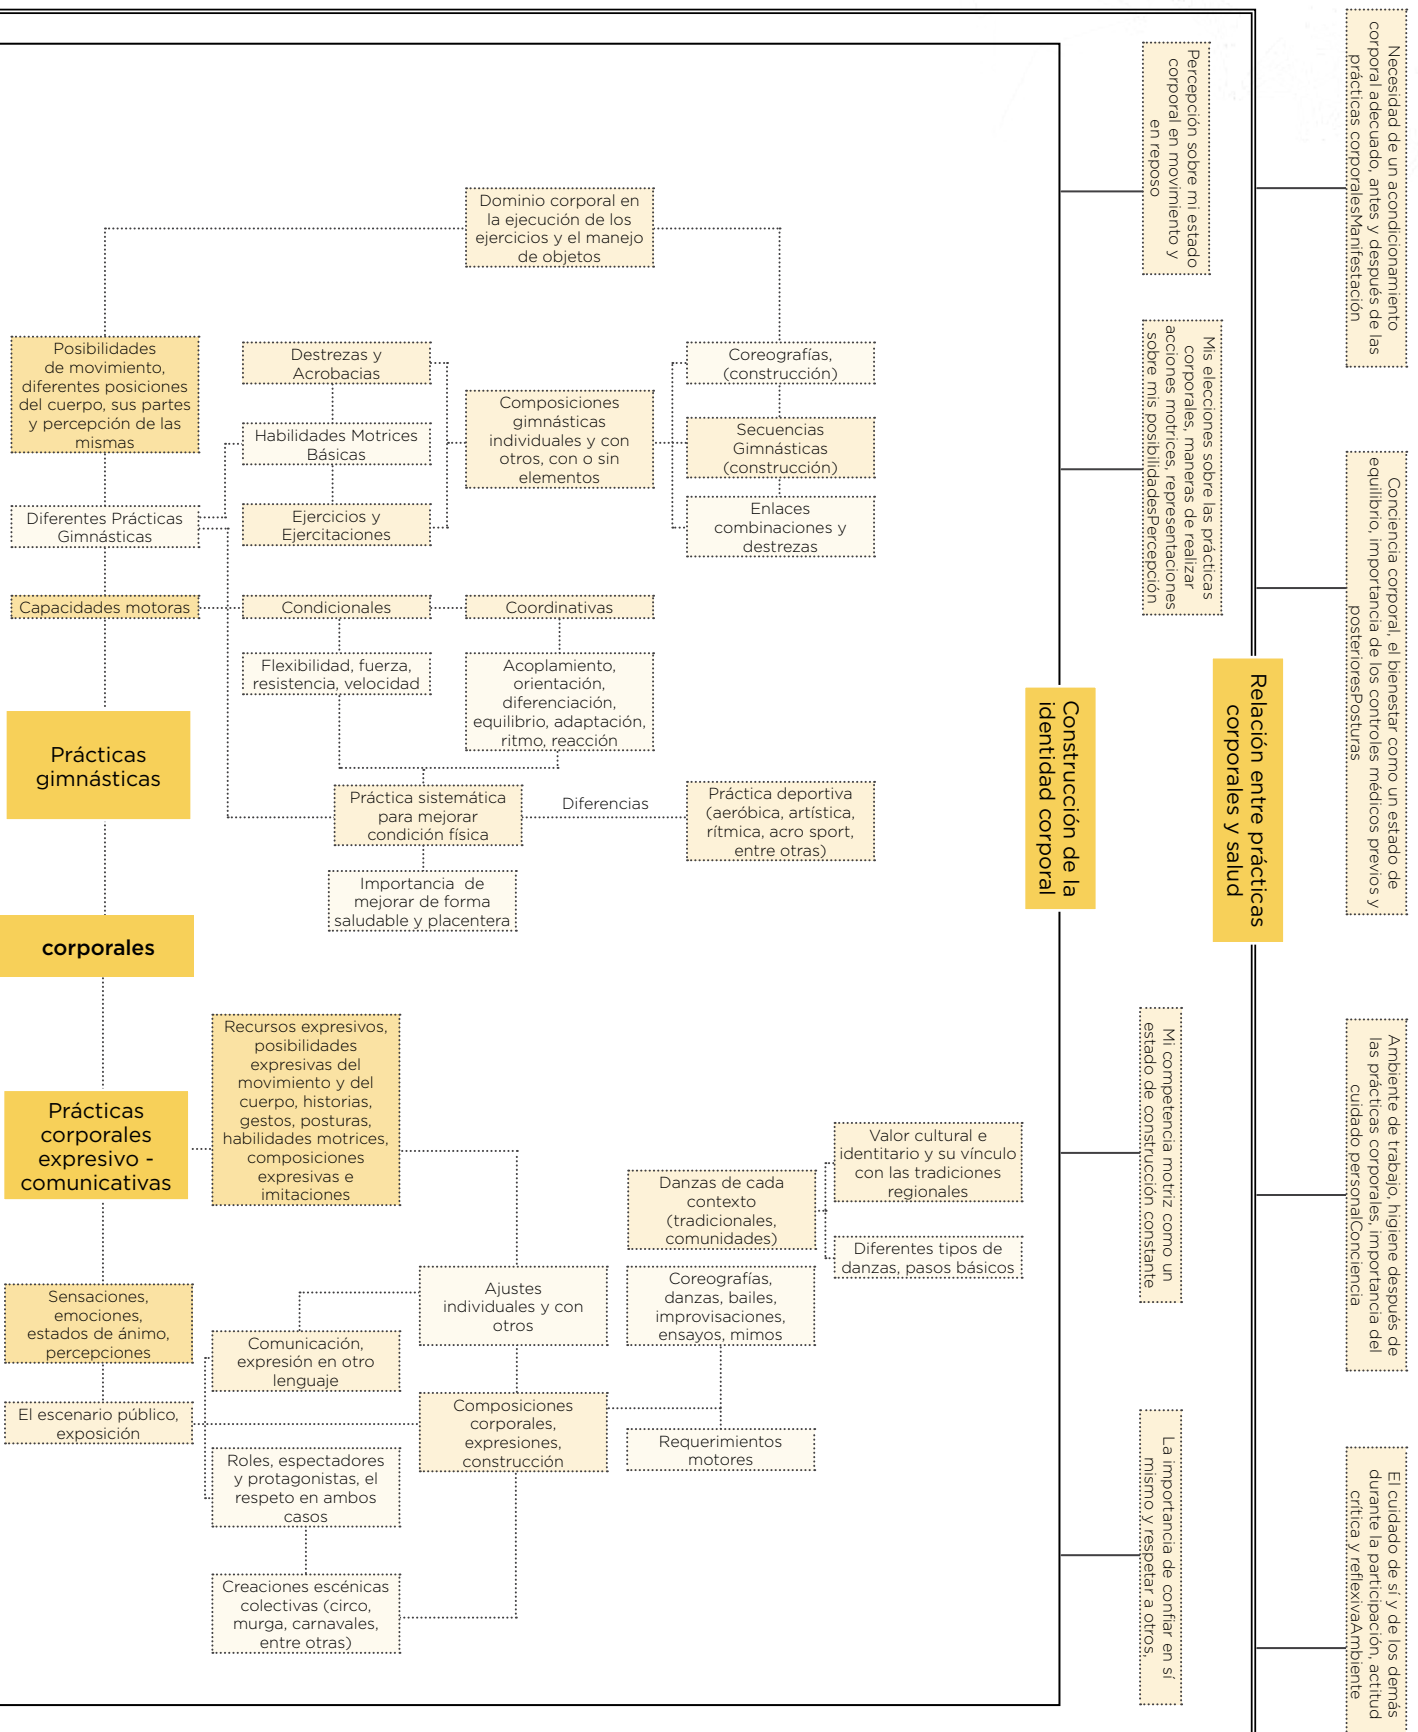 Dominio corporal en
la ejecución de los
ejercicios y el manejo
de objetos
Posibilidades
de movimiento,
diferentes posiciones
del cuerpo, sus partes
y percepción de las
mismas
Destrezas y
Acrobacias
Coreografías,
(construcción)
Habilidades Motrices
Básicas
Composiciones
gimnásticas
individuales y con
otros, con o sin
elementos
Secuencias
Gimnásticas
(construcción)
Diferentes Prácticas
Gimnásticas
Ejercicios y
Ejercitaciones
Enlaces
combinaciones y
destrezas
Capacidades motoras
Condicionales
Coordinativas
Flexibilidad, fuerza,
resistencia, velocidad
Acoplamiento,
orientación,
diferenciación,
equilibrio, adaptación,
ritmo, reacción
Prácticas
gimnásticas
Práctica sistemática
para mejorar
condición física
Diferencias
Práctica deportiva
(aeróbica, artística,
rítmica, acro sport,
entre otras)
Importancia  de
mejorar de forma
saludable y placentera
corporales
Recursos expresivos,
posibilidades
expresivas del
movimiento y del
cuerpo, historias,
gestos, posturas,
habilidades motrices,
composiciones
expresivas e
imitaciones
Prácticas
corporales
expresivo -
comunicativas
Valor cultural e
identitario y su vínculo
con las tradiciones
regionales
Danzas de cada
contexto
(tradicionales,
comunidades)
Diferentes tipos de
danzas, pasos básicos
Sensaciones,
emociones,
estados de ánimo,
percepciones
Ajustes
individuales y con
otros
Coreografías,
danzas, bailes,
improvisaciones,
ensayos, mimos
Comunicación,
expresión en otro
lenguaje
El escenario público,
exposición
Composiciones
corporales,
expresiones,
construcción
Requerimientos
motores
Roles, espectadores
y protagonistas, el
respeto en ambos
casos
Creaciones escénicas
colectivas (circo,
murga, carnavales,
entre otras)
Construcción de la
identidad corporal
Percepción sobre mi estado
corporal en movimiento y
en reposo
Mis elecciones sobre las prácticas
corporales, maneras de realizar
acciones motrices, representaciones
sobre mis posibilidadesPercepción
Mi competencia motriz como un
estado de construcción constante
La importancia de confiar en sí
mismo y respetar a otros,
Relación entre prácticas
corporales y salud
Necesidad de un acondicionamiento
corporal adecuado, antes y después de las
prácticas corporalesManifestación
Conciencia corporal, el bienestar como un estado de
equilibrio, importancia de los controles médicos previos y
posterioresPosturas
Ambiente de trabajo, higiene después de
las prácticas corporales, importancia del
cuidado personalConciencia
El cuidado de sí y de los demás
durante la participación, actitud
crítica y reflexivaAmbiente